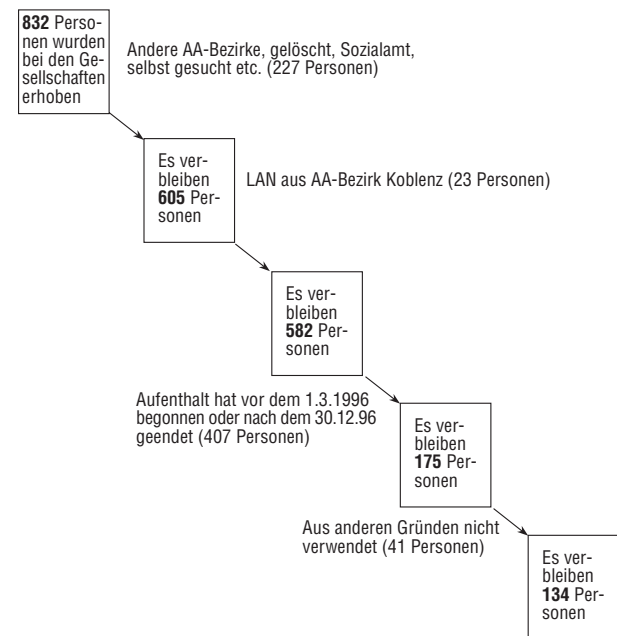 832 Perso-
nen wurden
bei den Ge-
sellschaften
erhoben
Andere AA-Bezirke, gelöscht, Sozialamt,
selbst gesucht etc. (227 Personen)
Es ver-
bleiben
605 Per-
sonen
LAN aus AA-Bezirk Koblenz (23 Personen)
Es ver-
bleiben
582 Per-
sonen
Aufenthalt hat vor dem 1.3.1996
begonnen oder nach dem 30.12.96
geendet (407 Personen)
Es ver-
bleiben
175 Per-
sonen
Aus anderen Gründen nicht
verwendet (41 Personen)
Es ver-
bleiben
134 Per-
sonen